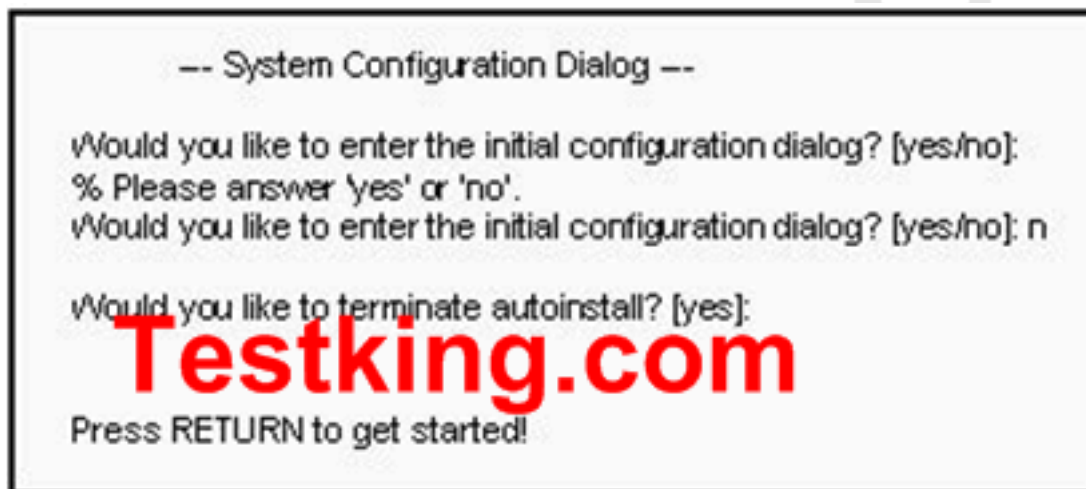 --- System Configuration Dialog ---
Would you like to enter the initial configuration dialog? [yes/no]:
% Please answer 'yes' or 'no'.
Would you like to enter the initial configuration dialog? [yes/no]: n
Would you like to terminate autoinstall? [yes]:
Testking.com
Press RETURN to get started!